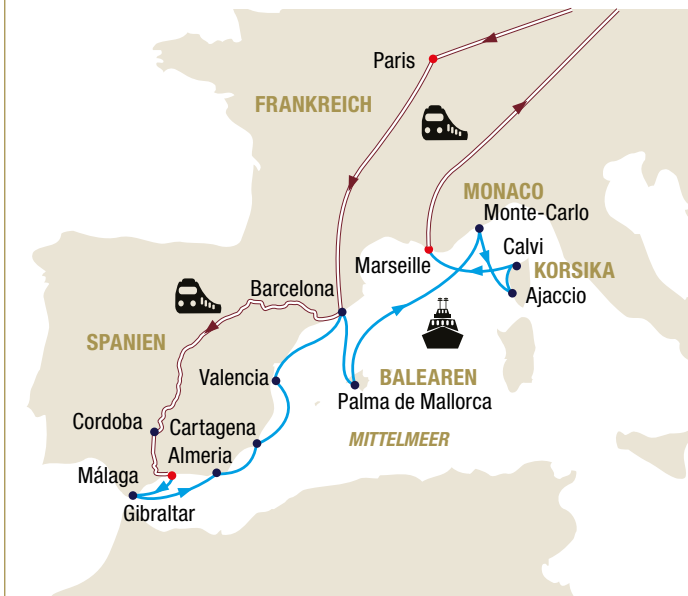 Paris
FRANKREICH
MONACO
Monte-Carlo
Calvi
Marseille
KORSIKA
Barcelona
Ajaccio
SPANIEN
Valencia
BALEAREN
Palma de Mallorca
Cordoba
Cartagena
MITTELMEER
Almeria
Málaga
Gibraltar